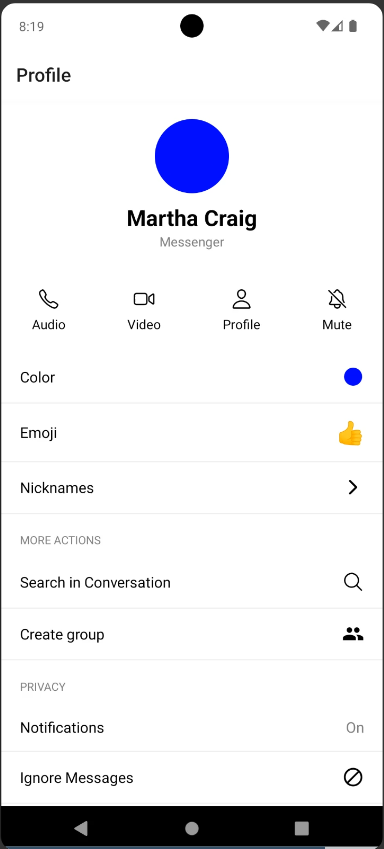 8:19
Profile
Martha Craig
Messenger
Audio Video Profile Mute
Color
Emoji
Nicknames
MORE ACTIONS
Search in Conversation
Create group
PRIVACY
Notifications On
Ignore Messages